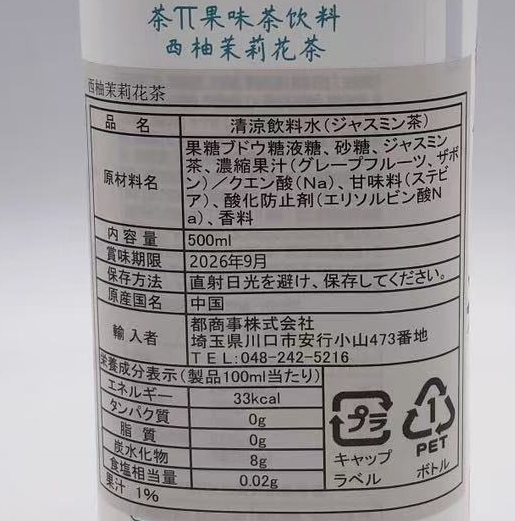 茶π果味茶饮料
西柚茉莉花茶
西柚茉莉花茶
品 名 清涼飲料水(ジャスミン茶)
原材料名 果糖ブドウ糖液糖、砂糖、ジャスミン
茶、濃縮果汁(グレープフルーツ、ザボ
ン)／クエン酸(Na)、甘味料(ステビ
ア)、酸化防止剤(エリソルビン酸N
a)、香料
内 容 量 500ml
賞味期限 2026年9月
保存方法 直射日光を避け、保存してください。
原産国名 中国
輸 入 者 都商事株式会社
埼玉県川口市安行小山473番地
TEL:048-242-5216
栄養成分表示(製品100ml当たり)
エネルギー 33kcal
タンパク質 0g
脂 質 0g
炭水化物 8g
食塩相当量 0.02g
果汁 1%
プラ
キャップ
ラベル
1
PET
ボトル